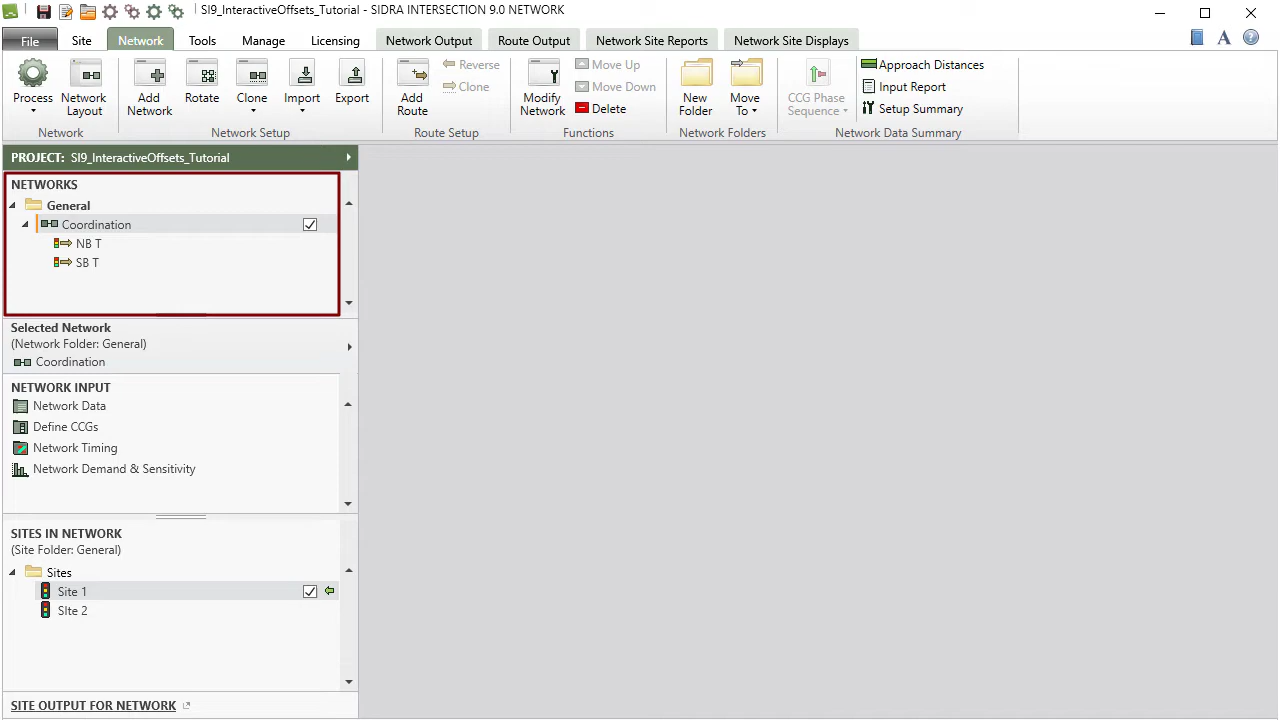 SI9_InteractiveOffsets_Tutorial - SIDRA INTERSECTION 9.0 NETWORK
File Site Network Tools Manage Licensing Network Output Route Output Network Site Reports Network Site Displays
Process
Network Layout
Network
Add Network
Rotate
Clone
Import
Export
Network Setup
Add Route
Reverse
Clone
Route Setup
Modify Network
Move Up
Move Down
Delete
Functions
New Folder
Move To
Network Folders
CCG Phase Sequence
Approach Distances
Input Report
Setup Summary
Network Data Summary
PROJECT: SI9_InteractiveOffsets_Tutorial
NETWORKS
General
Coordination
NB T
SB T
Selected Network
(Network Folder: General)
Coordination
NETWORK INPUT
Network Data
Define CCGs
Network Timing
Network Demand & Sensitivity
SITES IN NETWORK
(Site Folder: General)
Sites
Site 1
SIte 2
SITE OUTPUT FOR NETWORK